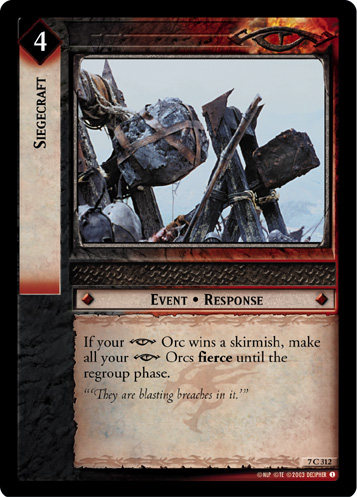 4
SIEGECRAFT
EVENT • RESPONSE
If your Orc wins a skirmish, make
all your Orcs fierce until the
regroup phase.
“‘They are blasting breaches in it.’”
7 C 312
©NLP ©TE ©2003 DECIPHER